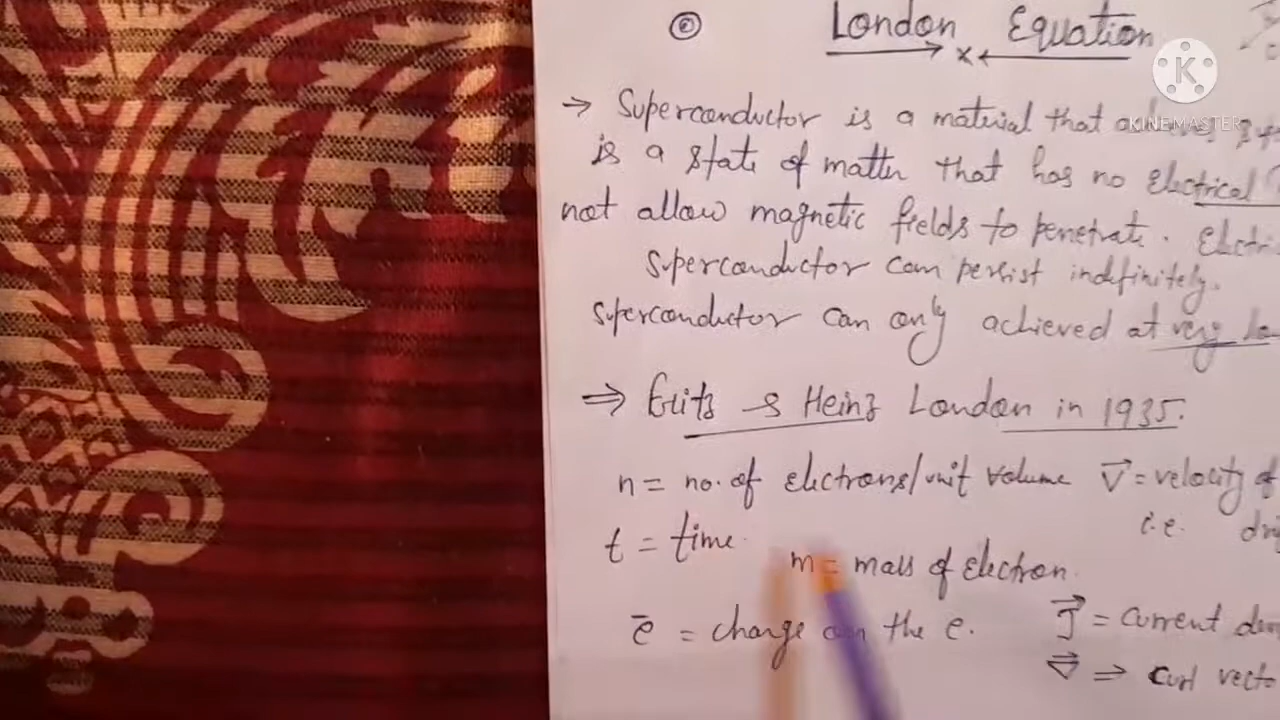 London Equation
K
KINEMASTER
→ Superconductor is a material that
is a state of matter that has no electrical
not allow magnetic fields to penetrate.
superconductor can persist indefinitely.
superconductor can only achieved at very
⇒ & Heinz London in 1935.
n = no. of electrons/unit volume V = velocity of
i.e.
t = time
m = mass of electron.
e = charge on the e. J = current
⇒ curl